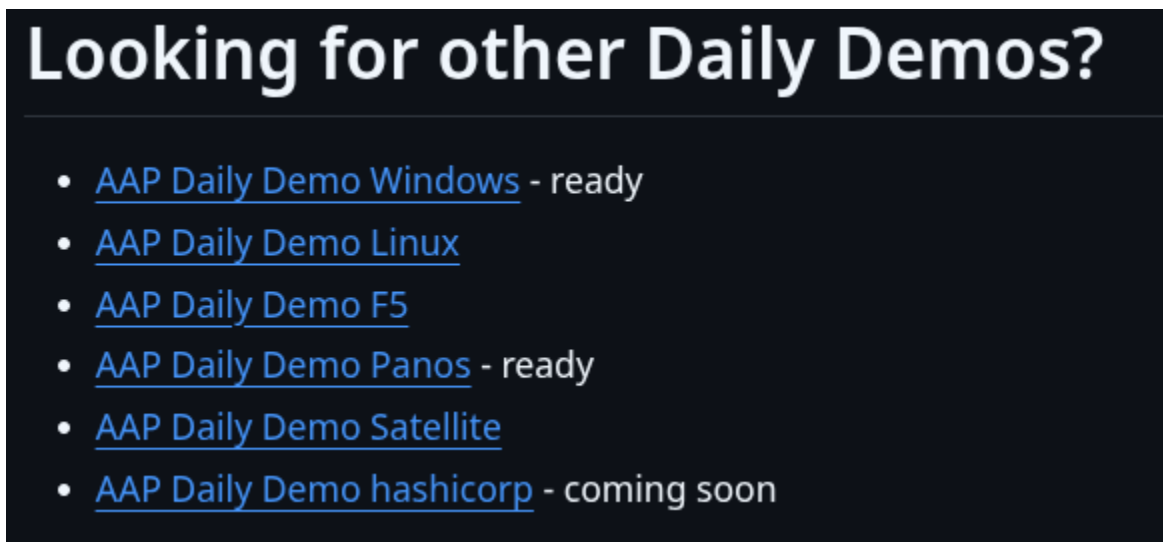 Looking for other Daily Demos?
• AAP Daily Demo Windows - ready
• AAP Daily Demo Linux
• AAP Daily Demo F5
• AAP Daily Demo Panos - ready
• AAP Daily Demo Satellite
• AAP Daily Demo hashicorp - coming soon